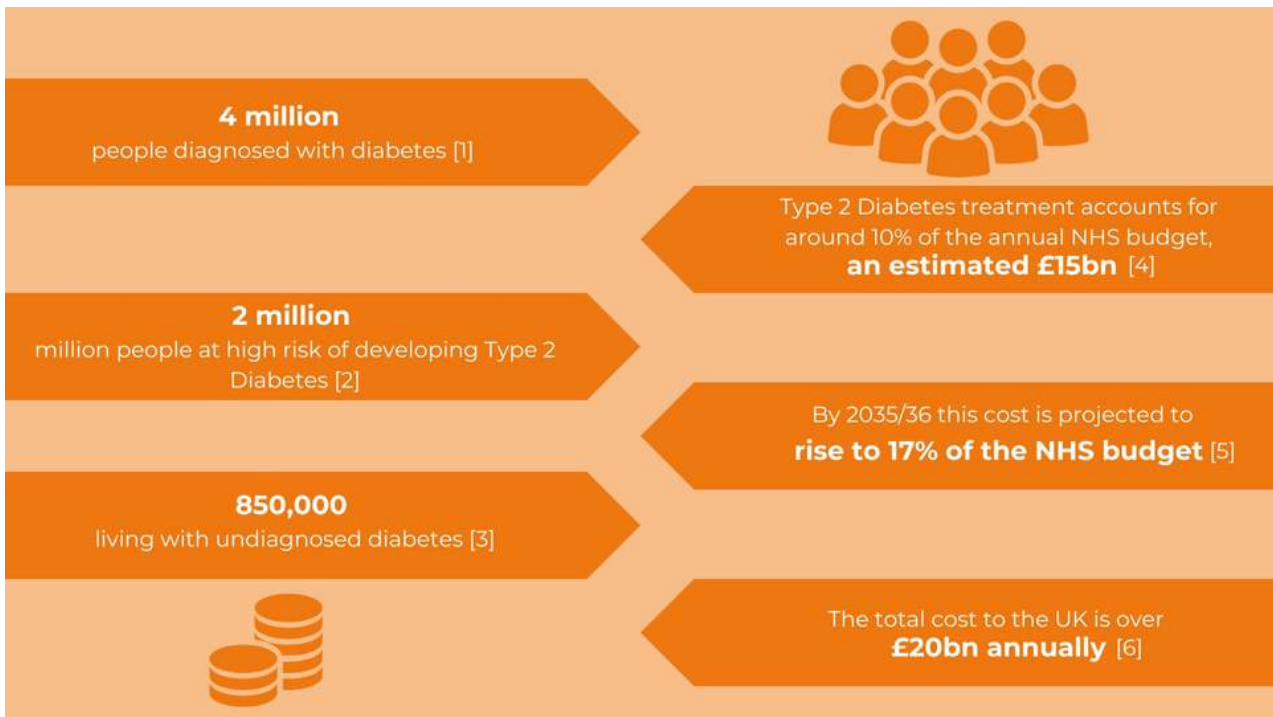 4 million
people diagnosed with diabetes [1]
Type 2 Diabetes treatment accounts for
around 10% of the annual NHS budget,
an estimated £15bn [4]
2 million
million people at high risk of developing Type 2
Diabetes [2]
By 2035/36 this cost is projected to
rise to 17% of the NHS budget [5]
850,000
living with undiagnosed diabetes [3]
The total cost to the UK is over
£20bn annually [6]